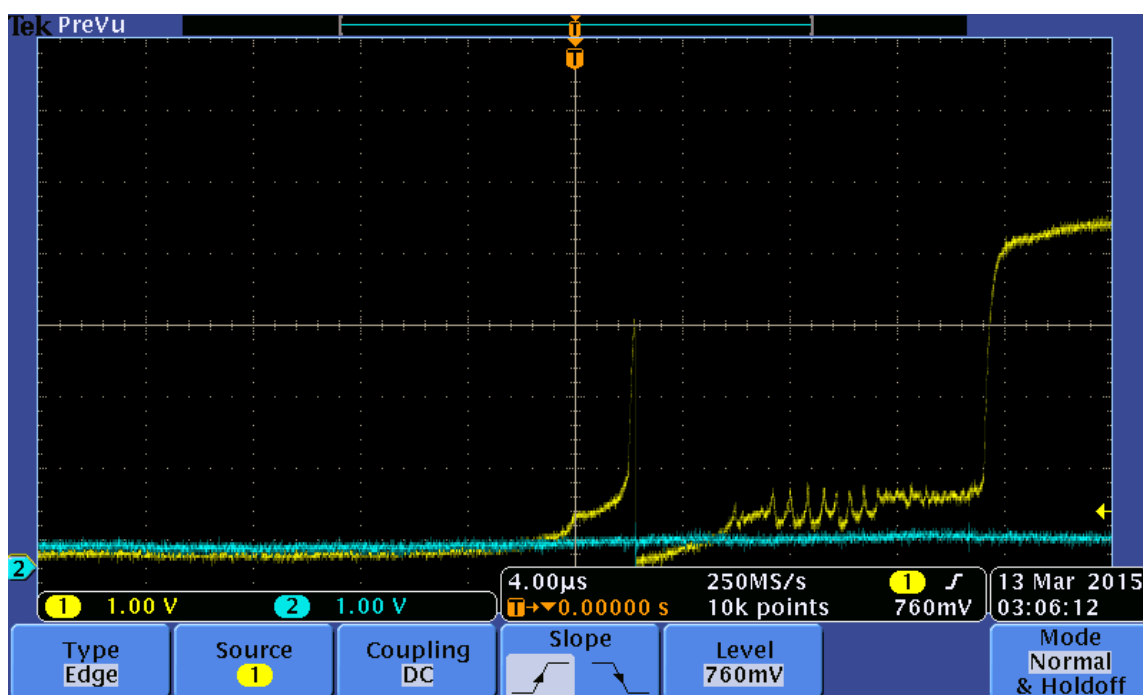 Tek PreVu
T
T
2
1 1.00 V 2 1.00 V
4.00µs 250MS/s 1
T→▼0.00000 s 10k points 760mV
13 Mar 2015
03:06:12
Type
Edge
Source
1
Coupling
DC
Slope
Level
760mV
Mode
Normal
& Holdoff